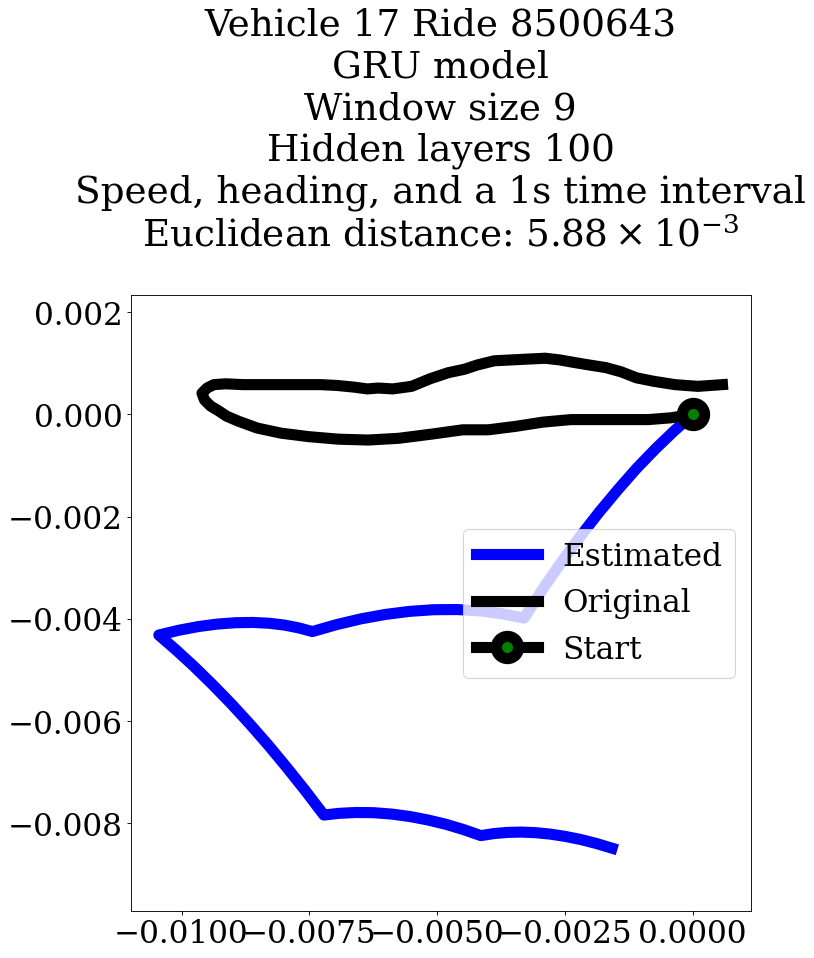 Vehicle 17 Ride 8500643
GRU model
Window size 9
Hidden layers 100
Speed, heading, and a 1s time interval
Euclidean distance: 5.88 × 10⁻³
0.002
0.000
−0.002
−0.004
−0.006
−0.008
Estimated
Original
Start
−0.0100 −0.0075 −0.0050 −0.0025 0.0000